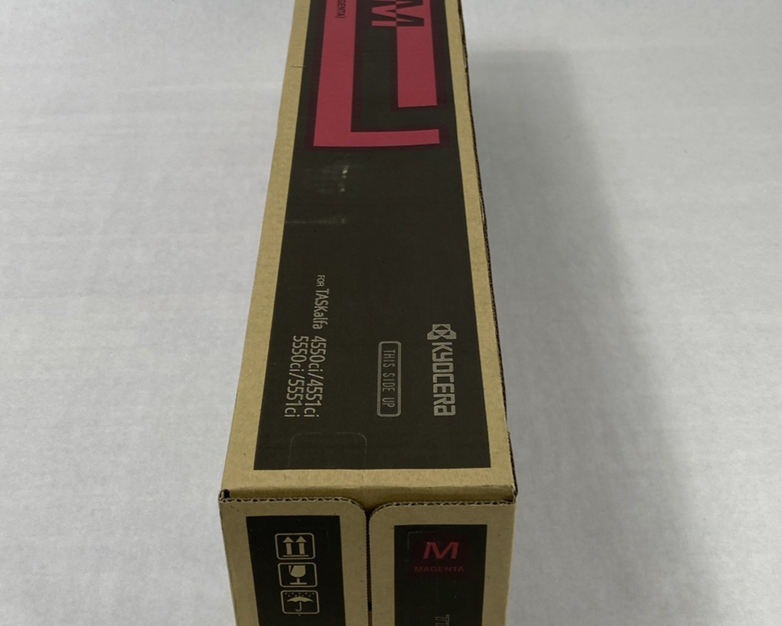 M
KYOCERA
THIS SIDE UP
FOR TASKalfa 4550ci/4551ci
5550ci/5551ci
M
MAGENTA